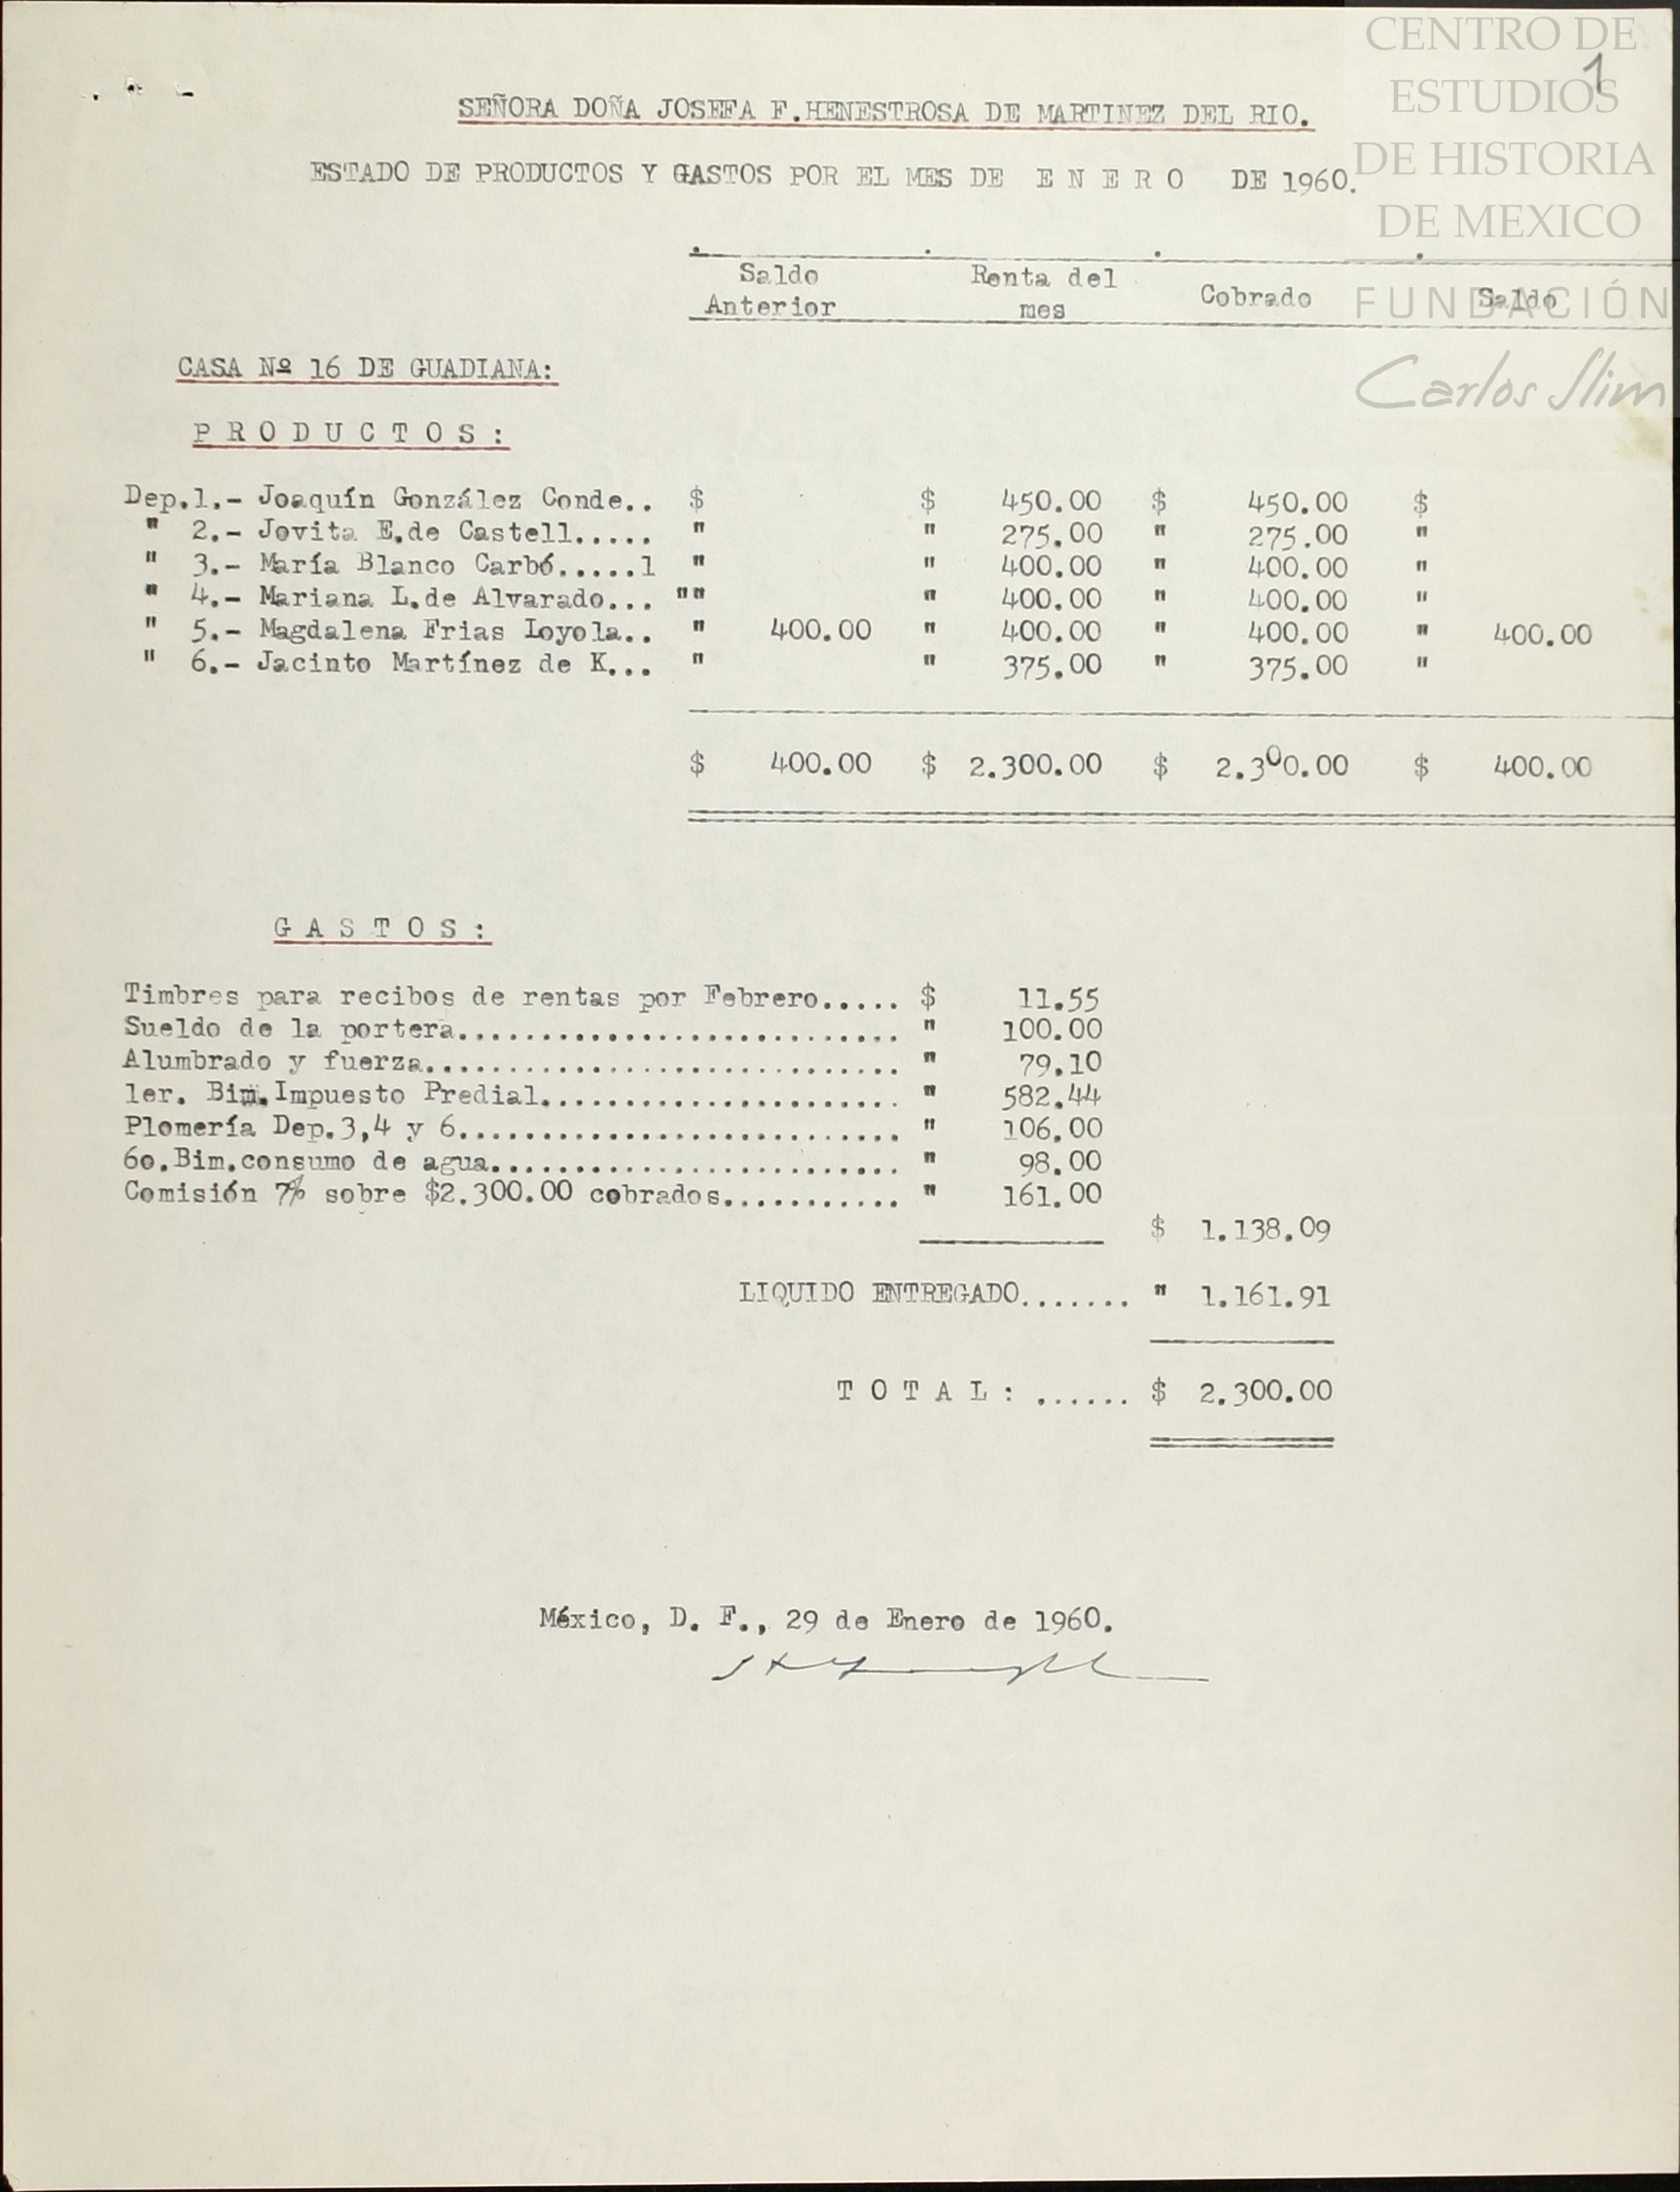 CENTRO DE
ESTUDIOS
DE HISTORIA
DE MEXICO
FUNDACIÓN
Carlos Slim
1
SEÑORA DOÑA JOSEFA F.HENESTROSA DE MARTINEZ DEL RIO.
ESTADO DE PRODUCTOS Y GASTOS POR EL MES DE E N E R O DE 1960.
Saldo Anterior Renta del mes Cobrado Saldo
CASA Nº 16 DE GUADIANA:
P R O D U C T O S :
Dep.1.- Joaquín González Conde.. $ $ 450.00 $ 450.00 $
" 2.- Jovita E.de Castell..... " " 275.00 " 275.00 "
" 3.- María Blanco Carbó.....1 " " 400.00 " 400.00 "
" 4.- Mariana L.de Alvarado... "" " 400.00 " 400.00 "
" 5.- Magdalena Frias Loyola.. " 400.00 " 400.00 " 400.00 " 400.00
" 6.- Jacinto Martínez de K... " " 375.00 " 375.00 "
$ 400.00 $ 2.300.00 $ 2.300.00 $ 400.00
G A S T O S :
Timbres para recibos de rentas por Febrero..... $ 11.55
Sueldo de la portera........................... " 100.00
Alumbrado y fuerza............................. " 79.10
1er. Bim.Impuesto Predial...................... " 582.44
Plomería Dep.3,4 y 6........................... " 106.00
6o.Bim.consumo de agua......................... " 98.00
Comisión 7% sobre $2.300.00 cobrados........... " 161.00
$ 1.138.09
LIQUIDO ENTREGADO....... " 1.161.91
T O T A L : ...... $ 2.300.00
México, D. F., 29 de Enero de 1960.